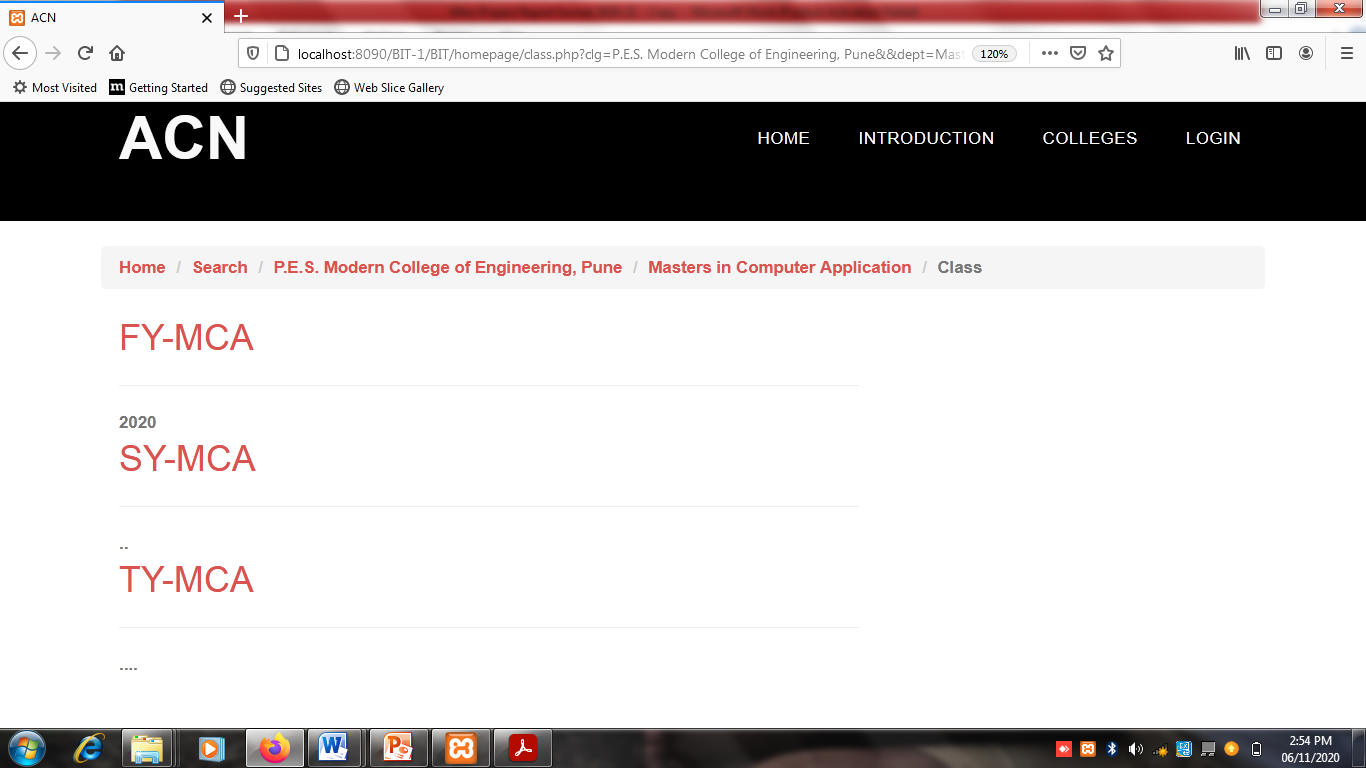 ACN
localhost:8090/BIT-1/BIT/homepage/class.php?clg=P.E.S. Modern College of Engineering, Pune&&dept=Mast
120%
Most Visited
Getting Started
Suggested Sites
Web Slice Gallery
ACN
HOME
INTRODUCTION
COLLEGES
LOGIN
Home / Search / P.E.S. Modern College of Engineering, Pune / Masters in Computer Application / Class
FY-MCA
2020
SY-MCA
..
TY-MCA
....
2:54 PM
06/11/2020